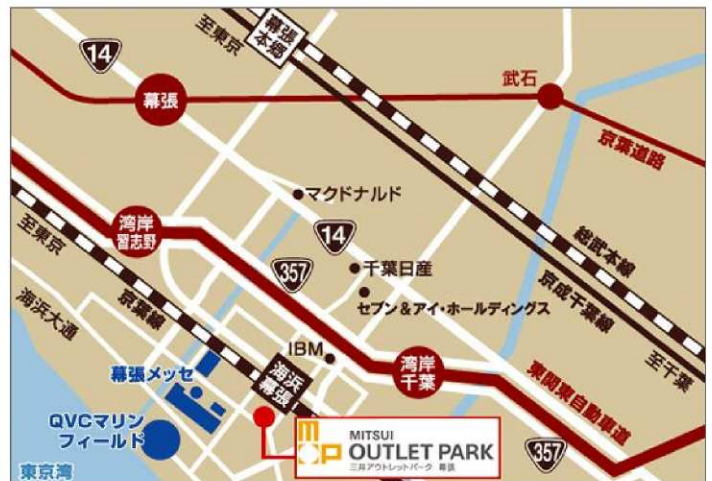 至東京
幕張
本郷
14
武石
幕張
京葉道路
マクドナルド
湾岸
習志野
14
総武本線
至東京
357
千葉日産
京成千葉線
セブン&アイ・ホールディングス
京葉線
海浜大通
IBM
至千葉
海浜
幕張
湾岸
千葉
東関東自動車道
幕張メッセ
QVCマリン
フィールド
mop
MITSUI
OUTLET PARK
三井アウトレットパーク 幕張
357
東京湾